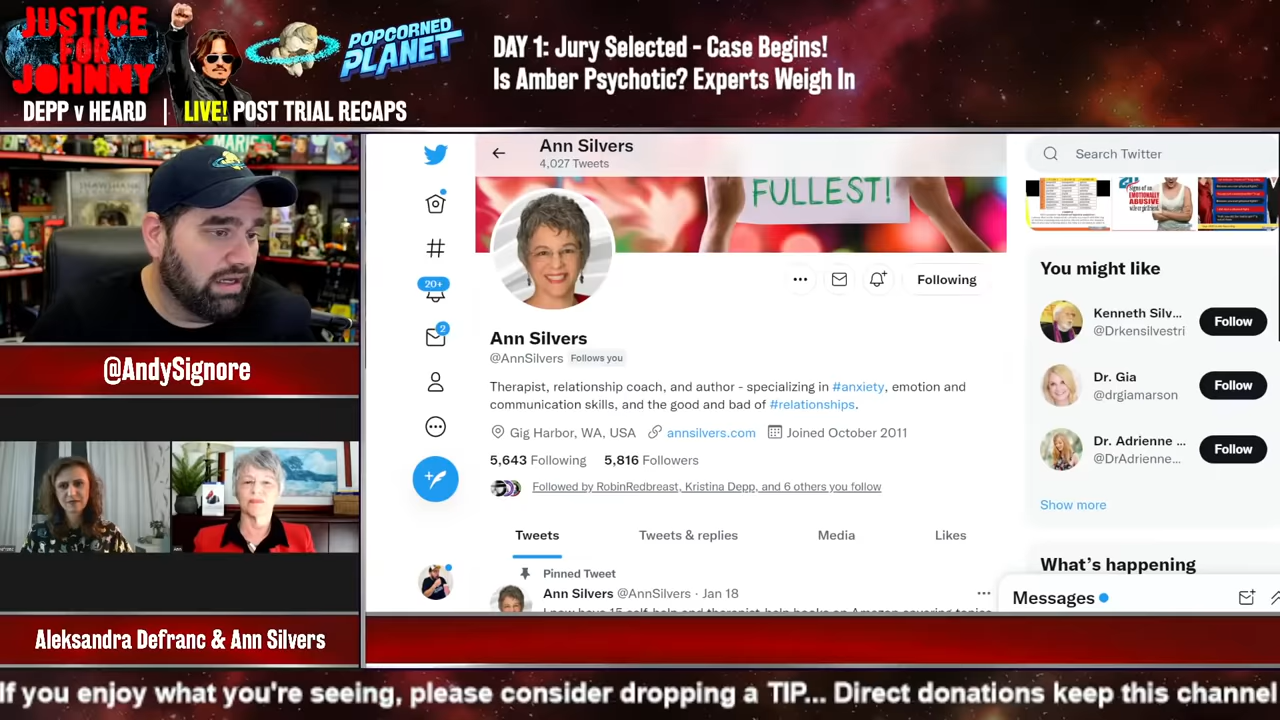 JUSTICE
FOR
JOHNNY
POPCORNED
PLANET
DEPP v HEARD | LIVE! POST TRIAL RECAPS
DAY 1: Jury Selected - Case Begins!
Is Amber Psychotic? Experts Weigh In
@AndySignore
Aleksandra Defranc & Ann Silvers
Ann Silvers
4,027 Tweets
FULLEST!
20+
2
Following
Ann Silvers
@AnnSilvers Follows you
Therapist, relationship coach, and author - specializing in #anxiety, emotion and
communication skills, and the good and bad of #relationships.
Gig Harbor, WA, USA annsilvers.com Joined October 2011
5,643 Following 5,816 Followers
Followed by RobinRedbreast, Kristina Depp, and 6 others you follow
Tweets Tweets & replies Media Likes
Pinned Tweet
Ann Silvers @AnnSilvers · Jan 18
Search Twitter
You might like
Kenneth Silv...
@Drkensilvestri
Follow
Dr. Gia
@drgiamarson
Follow
Dr. Adrienne ...
@DrAdrienne...
Follow
Show more
What's happening
Messages
If you enjoy what you're seeing, please consider dropping a TIP... Direct donations keep this channel